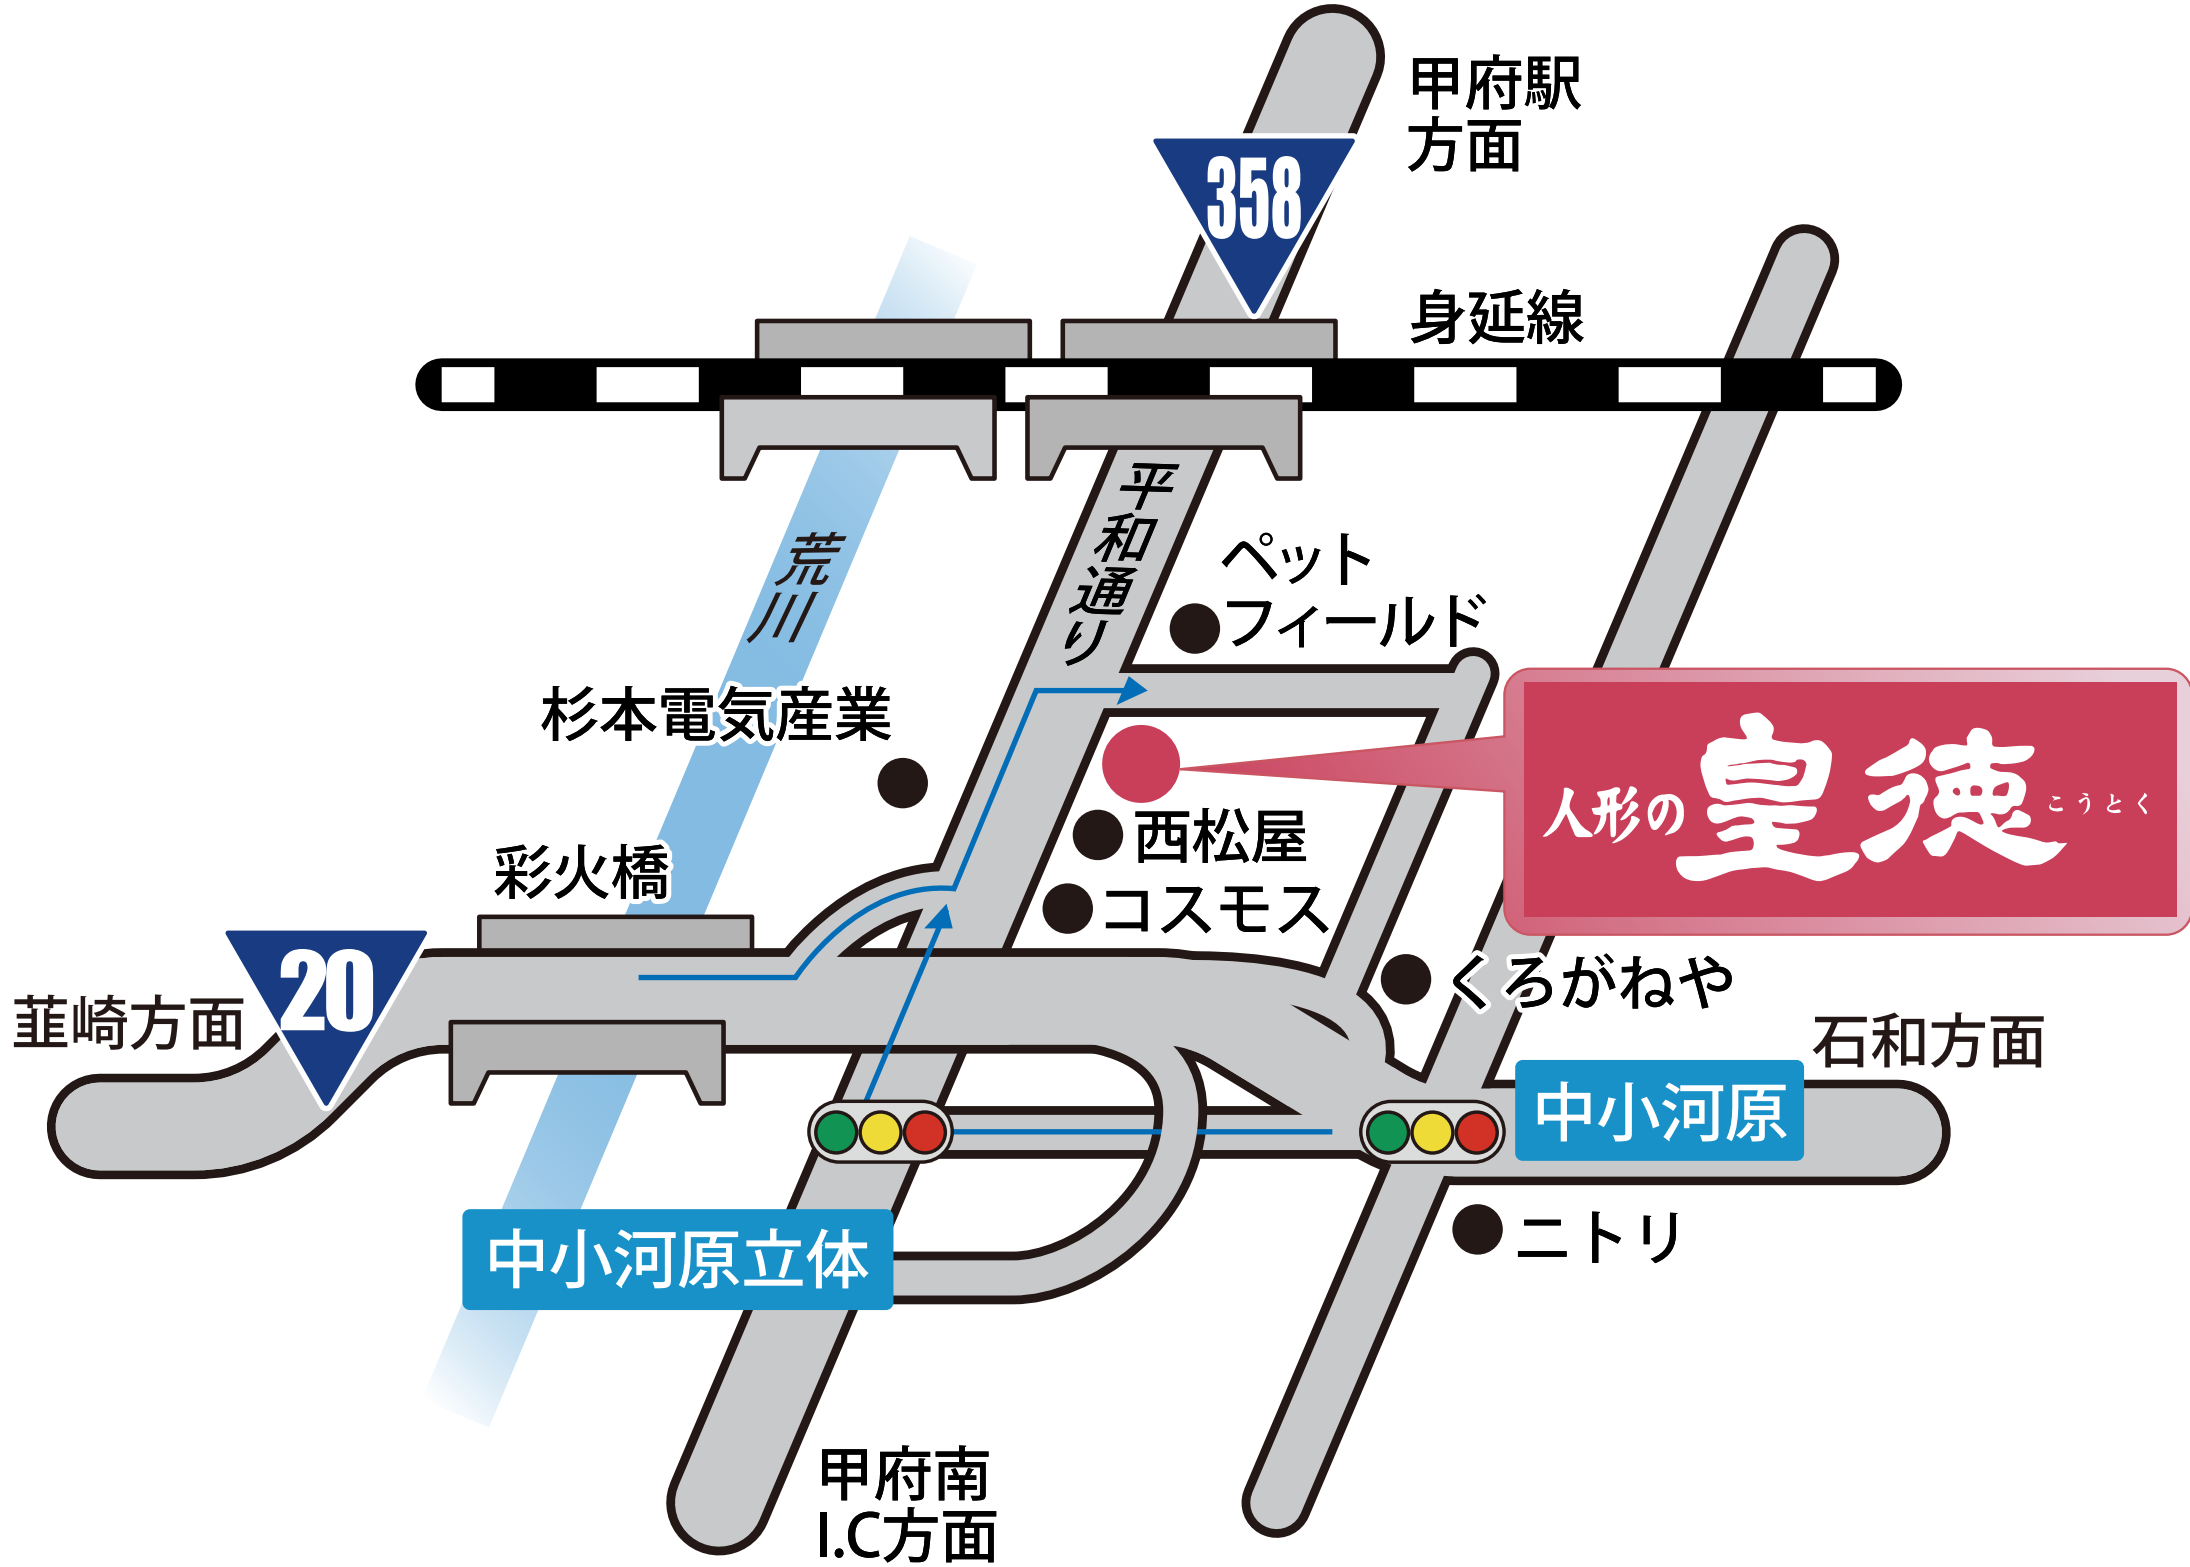 甲府駅
方面
358
身延線
平和通り
荒川
ペット
フィールド
杉本電気産業
人形の皇徳こうとく
西松屋
彩火橋
コスモス
20
くろがねや
韮崎方面
石和方面
中小河原
ニトリ
中小河原立体
甲府南
I.C方面